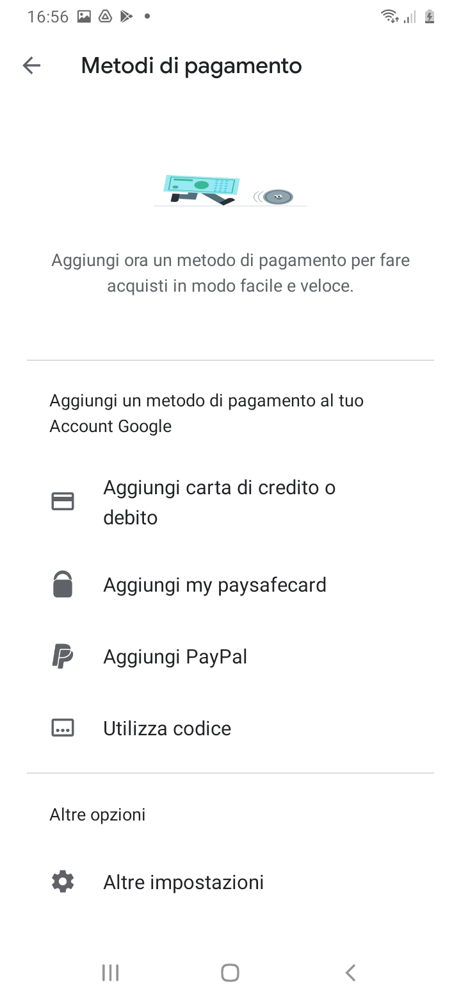 16:56
Metodi di pagamento
Aggiungi ora un metodo di pagamento per fare
acquisti in modo facile e veloce.
Aggiungi un metodo di pagamento al tuo
Account Google
Aggiungi carta di credito o
debito
Aggiungi my paysafecard
Aggiungi PayPal
Utilizza codice
Altre opzioni
Altre impostazioni